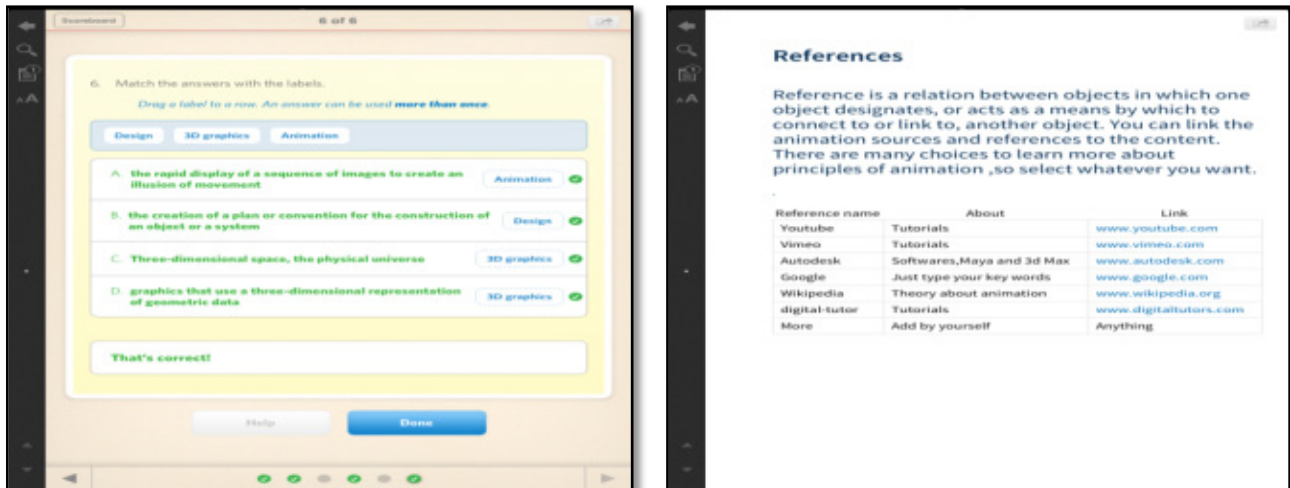 Scoreboard
6 of 6
6. Match the answers with the labels.
Drag a label to a row. An answer can be used more than once.
Design 3D graphics Animation
A. the rapid display of a sequence of images to create an
illusion of movement
Animation
B. the creation of a plan or convention for the construction of
an object or a system
Design
C. Three-dimensional space, the physical universe
3D graphics
D. graphics that use a three-dimensional representation
of geometric data
3D graphics
That's correct!
Help Done
References
Reference is a relation between objects in which one
object designates, or acts as a means by which to
connect to or link to, another object. You can link the
animation sources and references to the content.
There are many choices to learn more about
principles of animation ,so select whatever you want.
Reference name About Link
Youtube Tutorials www.youtube.com
Vimeo Tutorials www.vimeo.com
Autodesk Softwares,Maya and 3d Max www.autodesk.com
Google Just type your key words www.google.com
Wikipedia Theory about animation www.wikipedia.org
digital-tutor Tutorials www.digitaltutors.com
More Add by yourself Anything